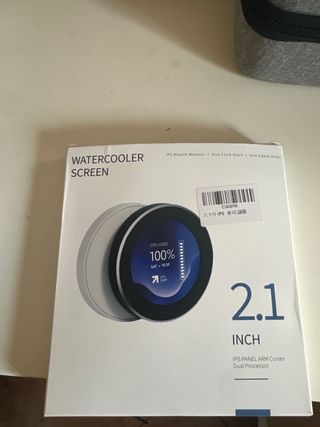 WATERCOOLER
SCREEN
PC Health Monitor | One Click Start | One Cable Only
CPU USED
100%
2.1
INCH
IPS PANEL ARM Cortex
Dual Processor